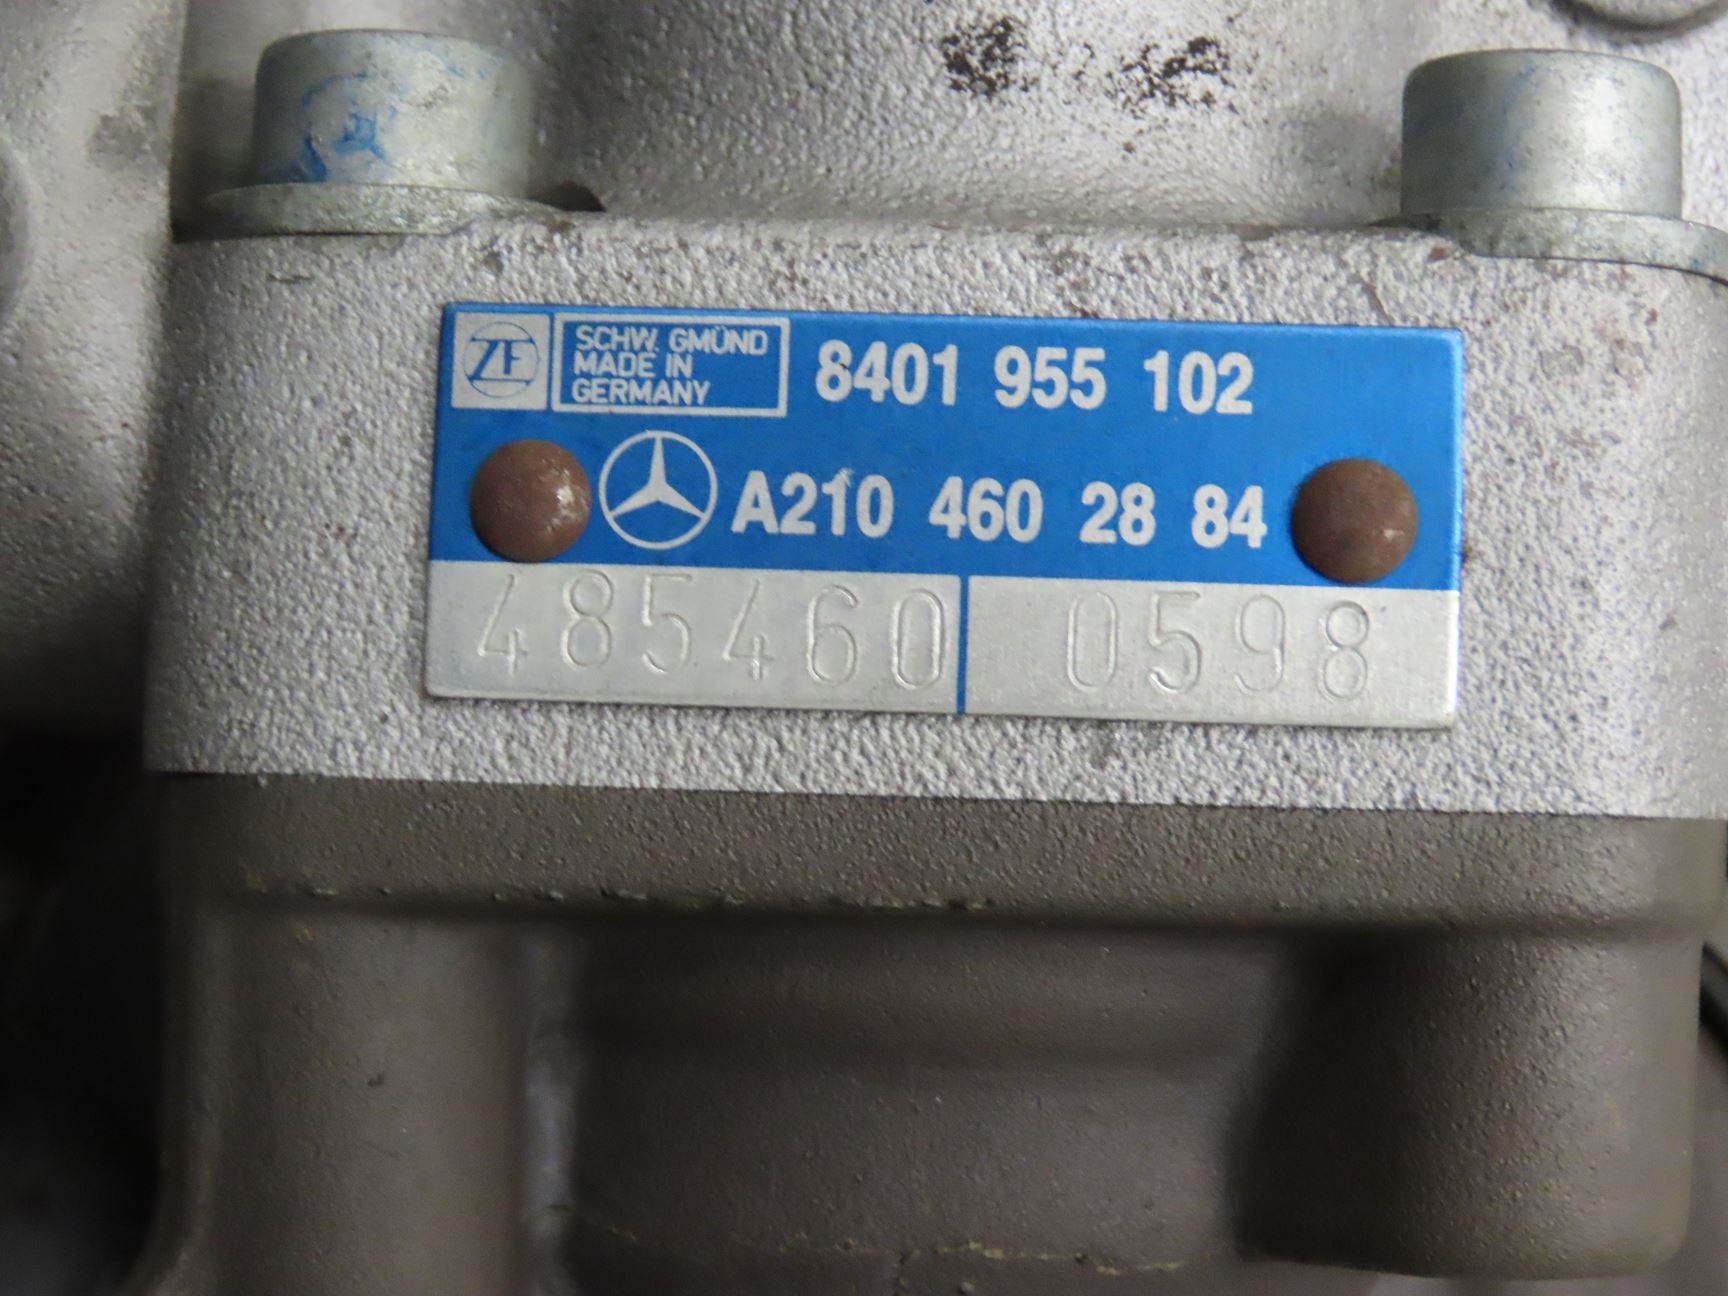 ZF
SCHW. GMÜND
MADE IN
GERMANY
8401 955 102
A210 460 28 84
485460 0598